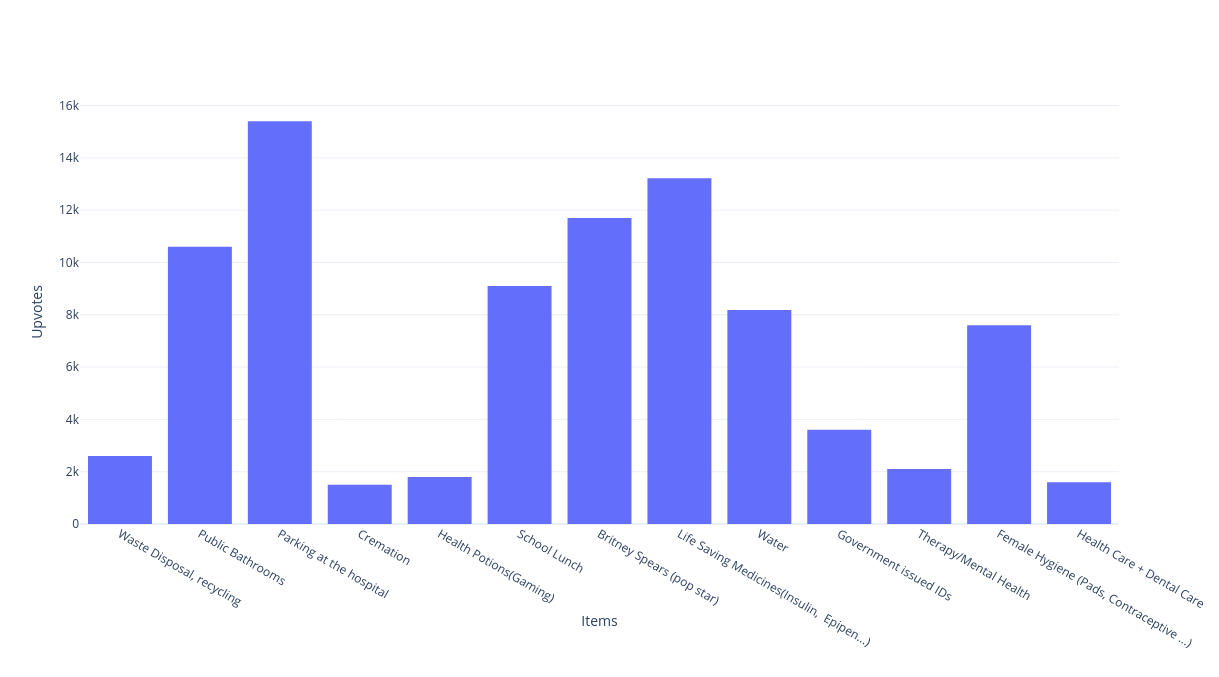 16k
14k
12k
10k
8k
6k
4k
2k
0
Upvotes
Waste Disposal, recycling
Public Bathrooms
Parking at the hospital
Cremation
Health Potions(Gaming)
School Lunch
Britney Spears (pop star)
Life Saving Medicines(Insulin,  Epipen...)
Water
Government issued IDs
Therapy/Mental Health
Female Hygiene (Pads, Contraceptive ...)
Health Care + Dental Care
Items